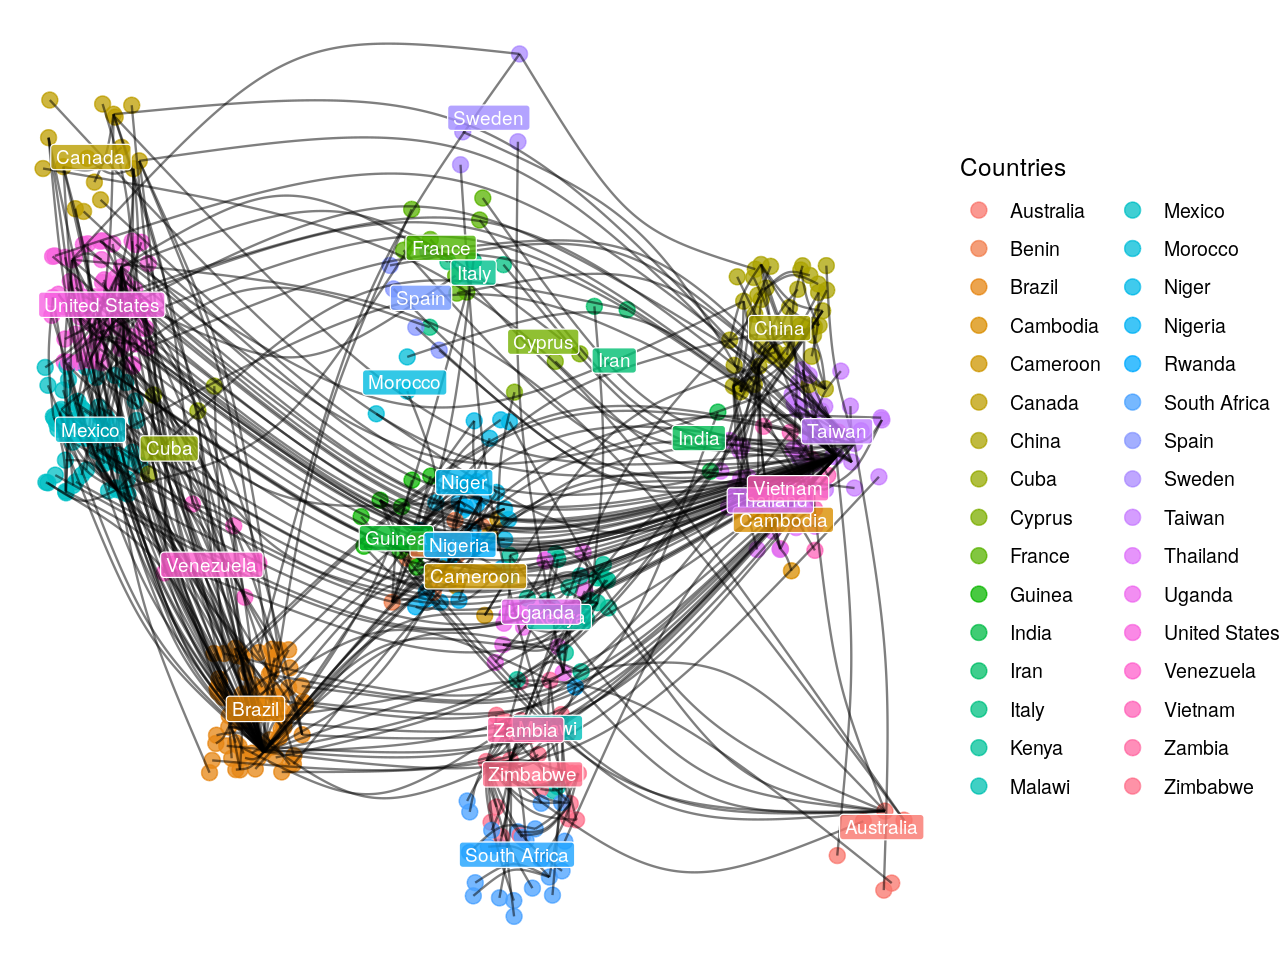 Sweden
Canada
France
Italy
United States
Spain
China
Cyprus
Iran
Morocco
Mexico
Taiwan
India
Cuba
Niger
Vietnam
Thailand
Cambodia
Guinea
Nigeria
Venezuela
Cameroon
Uganda
Brazil
Zambia
Zimbabwe
Australia
South Africa
Countries
Australia
Benin
Brazil
Cambodia
Cameroon
Canada
China
Cuba
Cyprus
France
Guinea
India
Iran
Italy
Kenya
Malawi
Mexico
Morocco
Niger
Nigeria
Rwanda
South Africa
Spain
Sweden
Taiwan
Thailand
Uganda
United States
Venezuela
Vietnam
Zambia
Zimbabwe